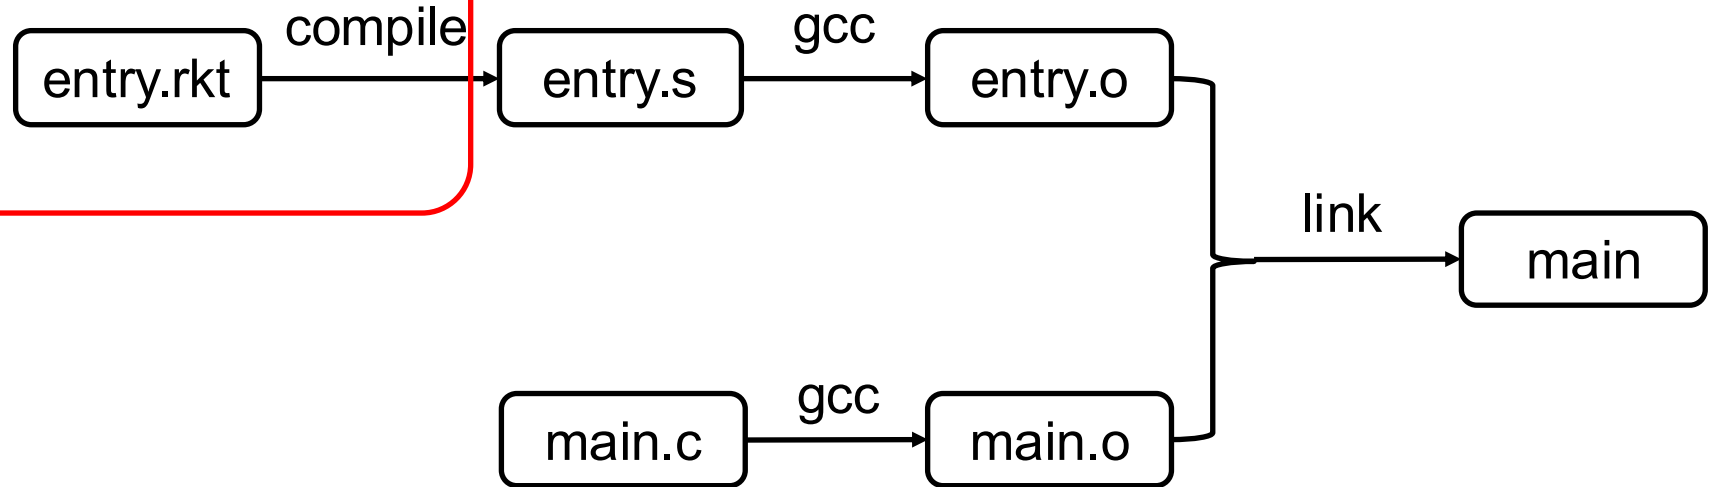 compile
gcc
entry.rkt
entry.s
entry.o
link
main
gcc
main.c
main.o